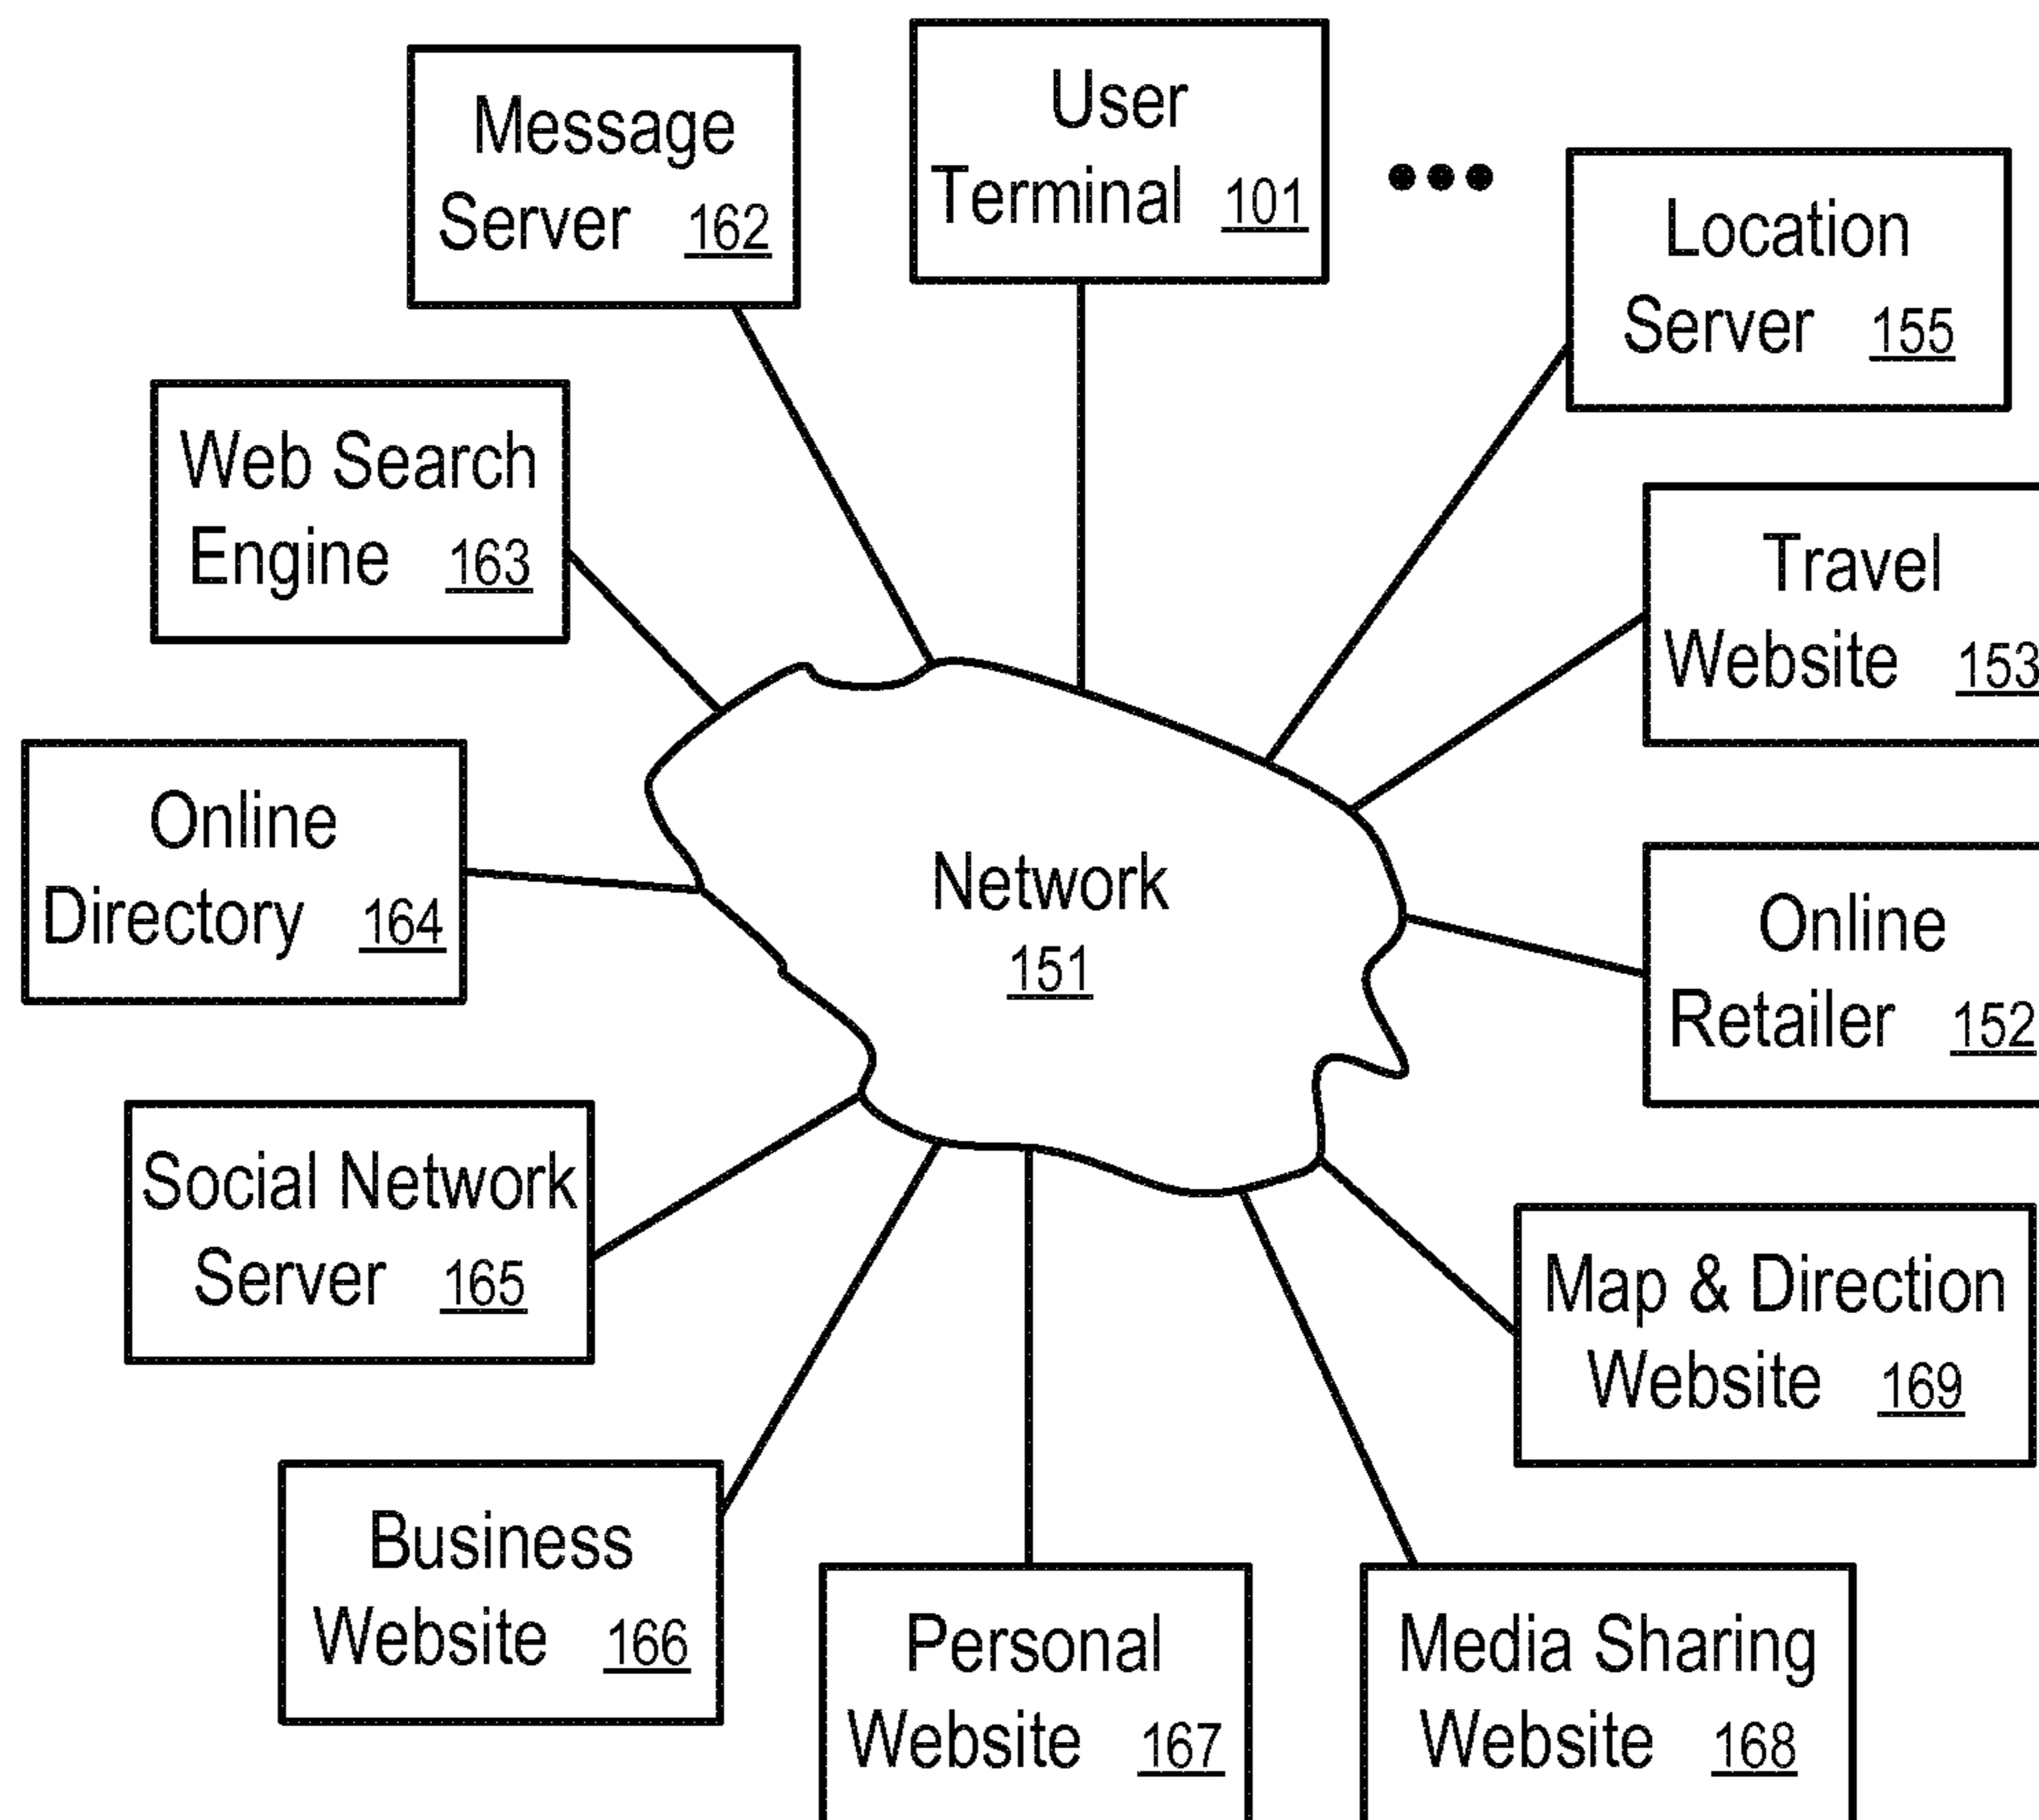 Message
Server 162
User
Terminal 101
Location
Server 155
Web Search
Engine 163
Travel
Website 153
Online
Directory 164
Network
151
Online
Retailer 152
Social Network
Server 165
Map & Direction
Website 169
Business
Website 166
Personal
Website 167
Media Sharing
Website 168